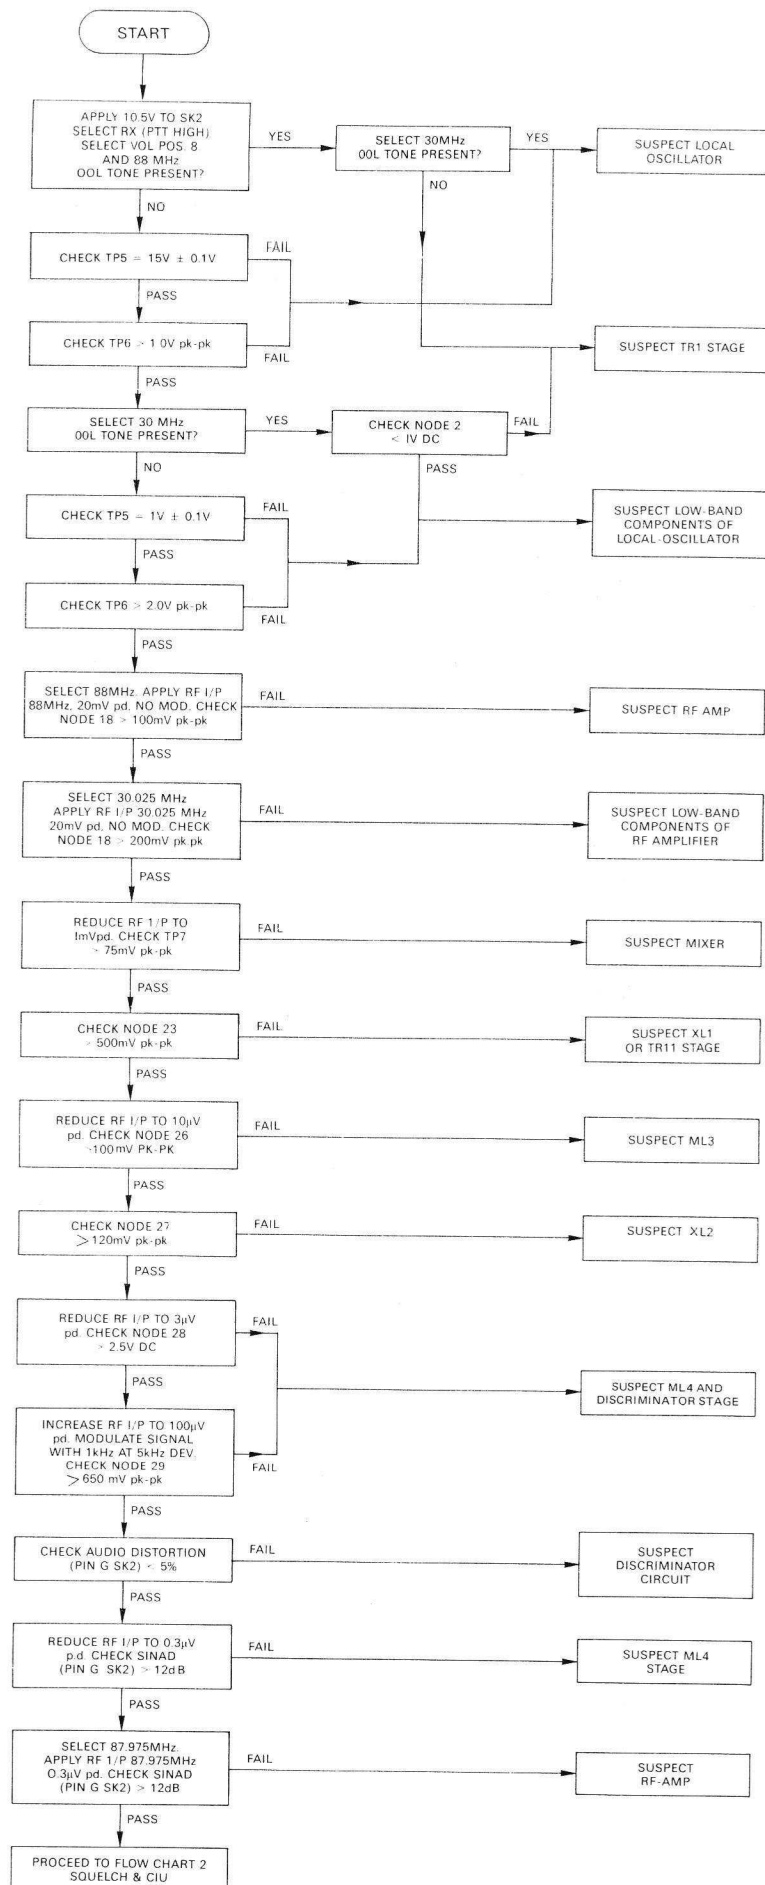 START
APPLY 10.5V TO SK2
SELECT RX (PTT HIGH)
SELECT VOL POS. 8
AND 88 MHz
OOL TONE PRESENT?
YES
SELECT 30MHz
OOL TONE PRESENT?
YES
SUSPECT LOCAL
OSCILLATOR
NO
NO
CHECK TP5 = 15V ± 0.1V
FAIL
PASS
CHECK TP6 > 1.0V pk-pk
FAIL
SUSPECT TR1 STAGE
PASS
SELECT 30 MHz
OOL TONE PRESENT?
YES
CHECK NODE 2
< IV DC
FAIL
NO
PASS
CHECK TP5 = 1V ± 0.1V
FAIL
SUSPECT LOW-BAND
COMPONENTS OF
LOCAL-OSCILLATOR
PASS
CHECK TP6 > 2.0V pk-pk
FAIL
PASS
SELECT 88MHz. APPLY RF I/P
88MHz, 20mV pd, NO MOD. CHECK
NODE 18 > 100mV pk-pk
FAIL
SUSPECT RF AMP
PASS
SELECT 30.025 MHz
APPLY RF I/P 30.025 MHz
20mV pd, NO MOD. CHECK
NODE 18 > 200mV pk.pk
FAIL
SUSPECT LOW-BAND
COMPONENTS OF
RF AMPLIFIER
PASS
REDUCE RF 1/P TO
ImVpd. CHECK TP7
> 75mV pk-pk
FAIL
SUSPECT MIXER
PASS
CHECK NODE 23
> 500mV pk-pk
FAIL
SUSPECT XL1
OR TR11 STAGE
PASS
REDUCE RF I/P TO 10µV
pd. CHECK NODE 26
>100mV PK-PK
FAIL
SUSPECT ML3
PASS
CHECK NODE 27
>120mV pk-pk
FAIL
SUSPECT XL2
PASS
REDUCE RF I/P TO 3µV
pd. CHECK NODE 28
> 2.5V DC
FAIL
PASS
SUSPECT ML4 AND
DISCRIMINATOR STAGE
INCREASE RF I/P TO 100µV
pd. MODULATE SIGNAL
WITH 1kHz AT 5kHz DEV.
CHECK NODE 29
>650 mV pk-pk
FAIL
PASS
CHECK AUDIO DISTORTION
(PIN G SK2) < 5%
FAIL
SUSPECT
DISCRIMINATOR
CIRCUIT
PASS
REDUCE RF I/P TO 0.3µV
p.d. CHECK SINAD
(PIN G SK2) > 12dB
FAIL
SUSPECT ML4
STAGE
PASS
SELECT 87.975MHz.
APPLY RF 1/P 87.975MHz
0.3µV pd. CHECK SINAD
(PIN G SK2) > 12dB
FAIL
SUSPECT
RF-AMP
PASS
PROCEED TO FLOW CHART 2
SQUELCH & CIU